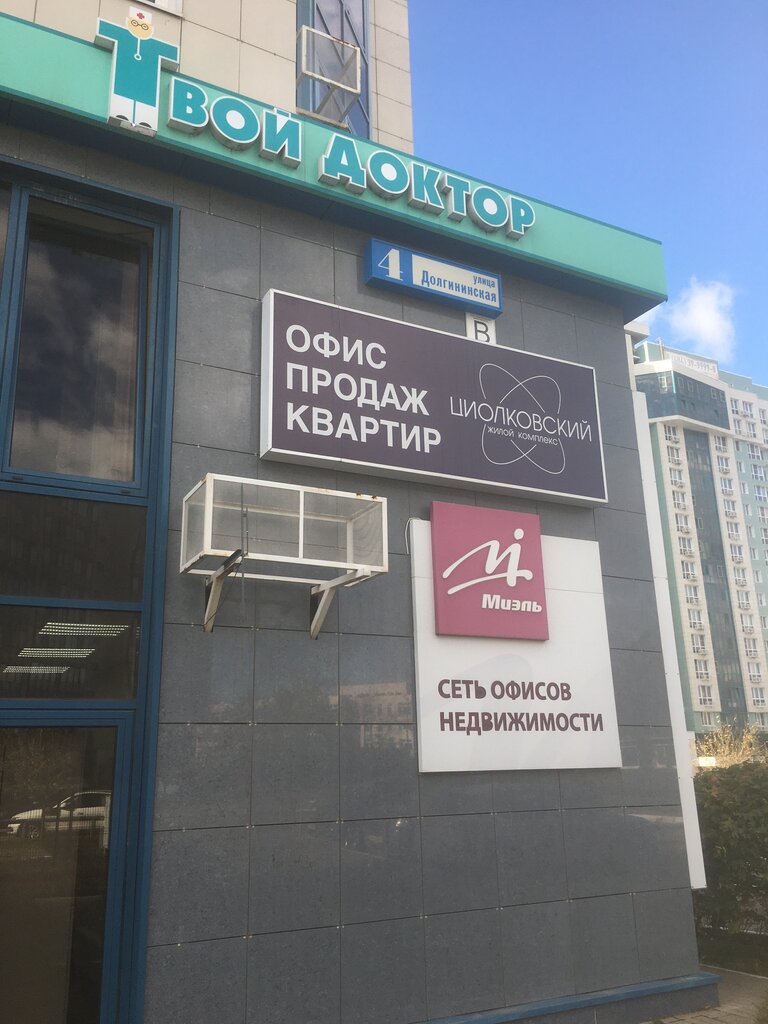 ТВОЙ ДОКТОР
4
улица
Долгининская
В
ОФИС
ПРОДАЖ
КВАРТИР
ЦИОЛКОВСКИЙ
ЖИЛОЙ КОМПЛЕКС
Миэль
СЕТЬ ОФИСОВ
НЕДВИЖИМОСТИ